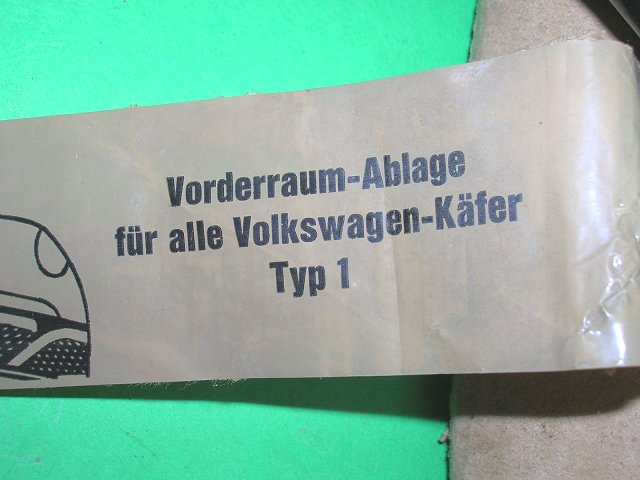 Vorderraum-Ablage
für alle Volkswagen-Käfer
Typ 1